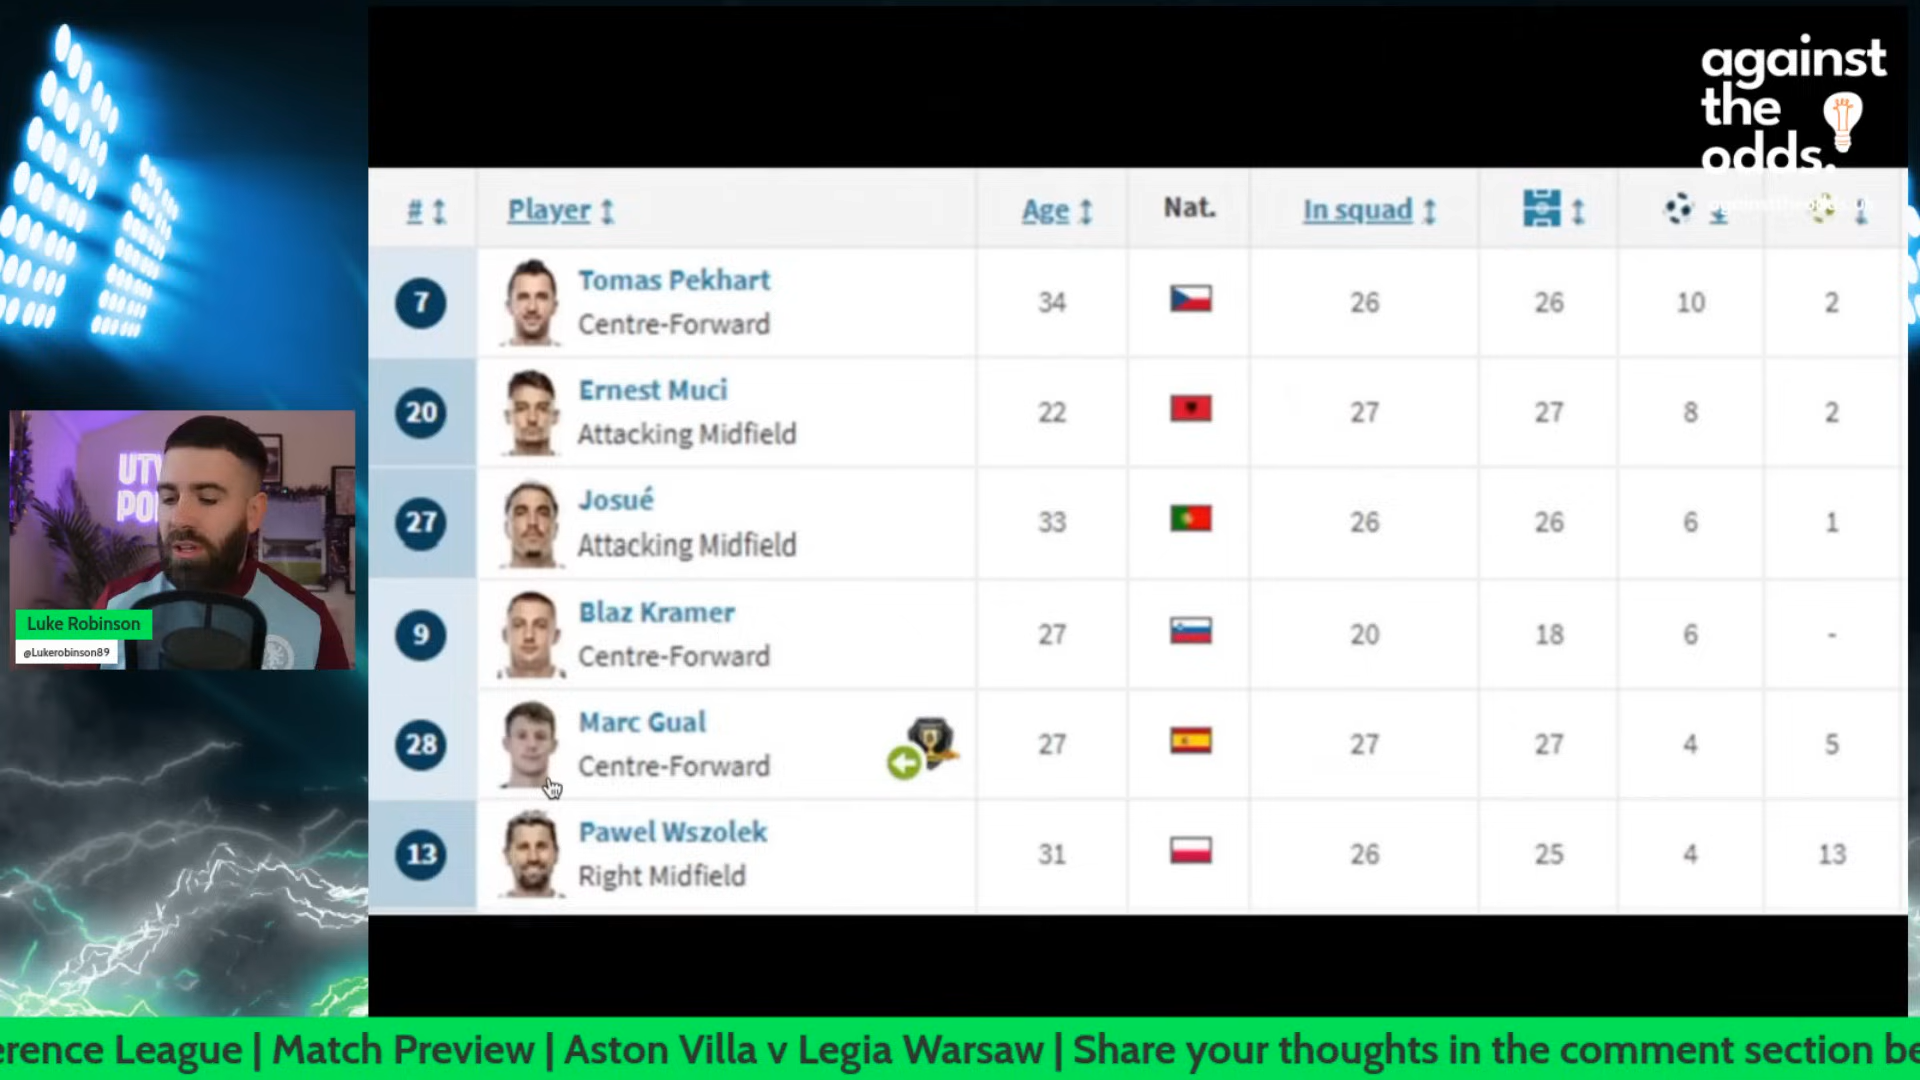 against
the
odds.
# Player Age Nat. In squad
7 Tomas Pekhart 34 26 26 10 2
Centre-Forward
20 Ernest Muci 22 27 27 8 2
Attacking Midfield
27 Josué 33 26 26 6 1
Attacking Midfield
9 Blaz Kramer 27 20 18 6 -
Centre-Forward
28 Marc Gual 27 27 27 4 5
Centre-Forward
13 Pawel Wszolek 31 26 25 4 13
Right Midfield
UTV
Luke Robinson
@Lukerobinson89
erence League | Match Preview | Aston Villa v Legia Warsaw | Share your thoughts in the comment section be